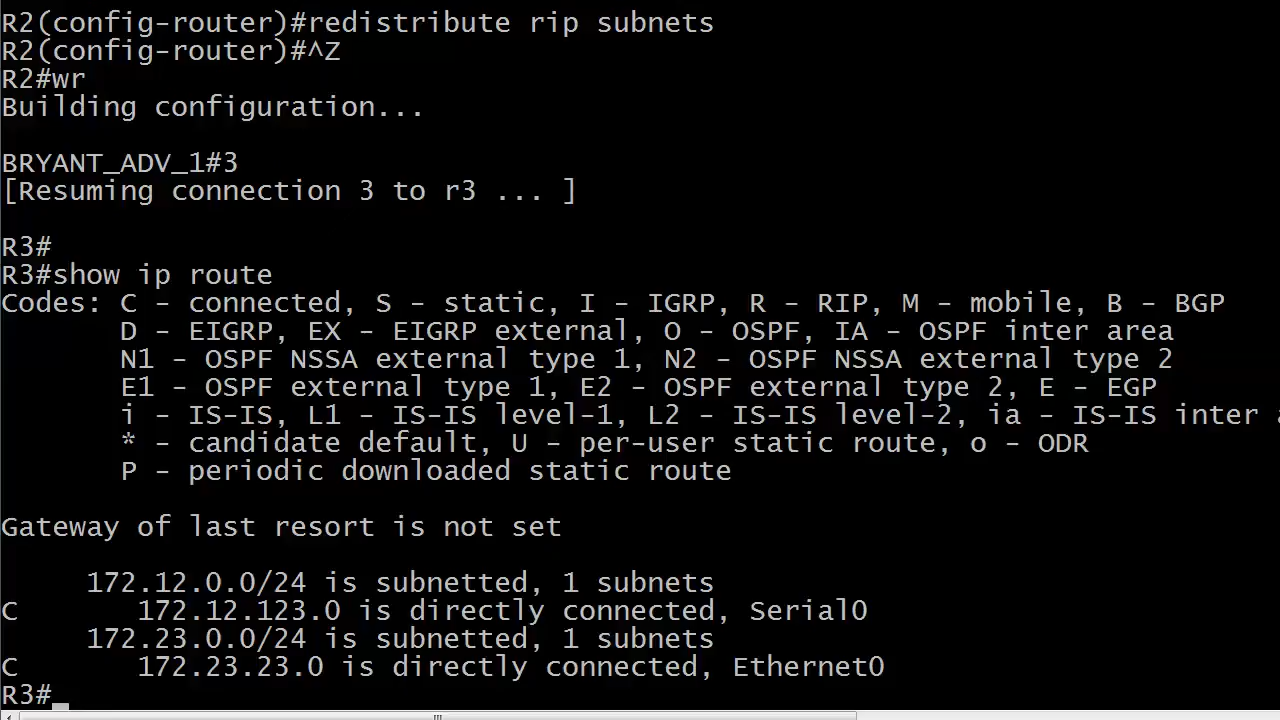 R2(config-router)#redistribute rip subnets
R2(config-router)#^Z
R2#wr
Building configuration...
BRYANT_ADV_1#3
[Resuming connection 3 to r3 ... ]
R3#
R3#show ip route
Codes: C - connected, S - static, I - IGRP, R - RIP, M - mobile, B - BGP
D - EIGRP, EX - EIGRP external, O - OSPF, IA - OSPF inter area
N1 - OSPF NSSA external type 1, N2 - OSPF NSSA external type 2
E1 - OSPF external type 1, E2 - OSPF external type 2, E - EGP
i - IS-IS, L1 - IS-IS level-1, L2 - IS-IS level-2, ia - IS-IS inter
* - candidate default, U - per-user static route, o - ODR
P - periodic downloaded static route
Gateway of last resort is not set
172.12.0.0/24 is subnetted, 1 subnets
C 172.12.123.0 is directly connected, Serial0
172.23.0.0/24 is subnetted, 1 subnets
C 172.23.23.0 is directly connected, Ethernet0
R3#